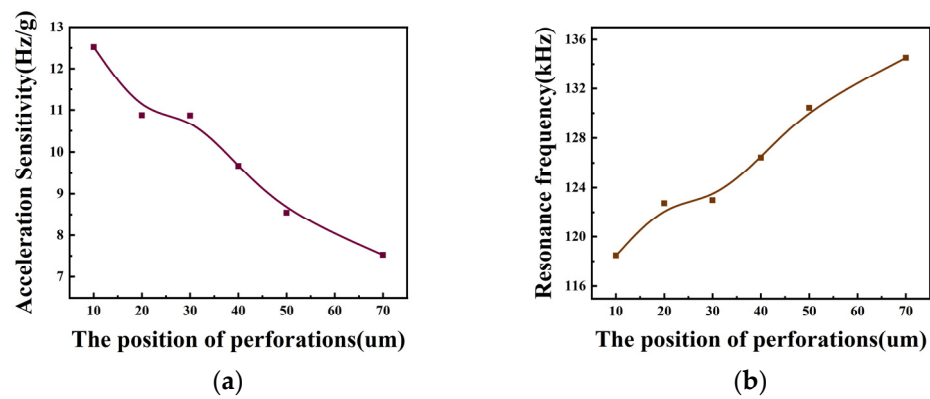 Acceleration Sensitivity(Hz/g)
13
12
11
10
9
8
7
10 20 30 40 50 60 70
The position of perforations(um)
(a)
Resonance frequency(kHz)
136
132
128
124
120
116
10 20 30 40 50 60 70
The position of perforations(um)
(b)